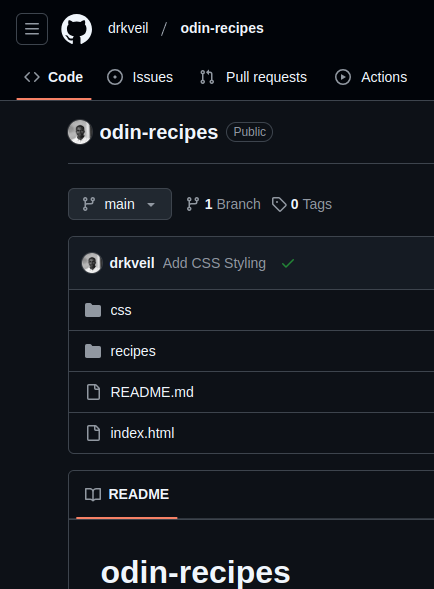 drkveil / odin-recipes
Code Issues Pull requests Actions
odin-recipes Public
main 1 Branch 0 Tags
drkveil Add CSS Styling
css
recipes
README.md
index.html
README
odin-recipes